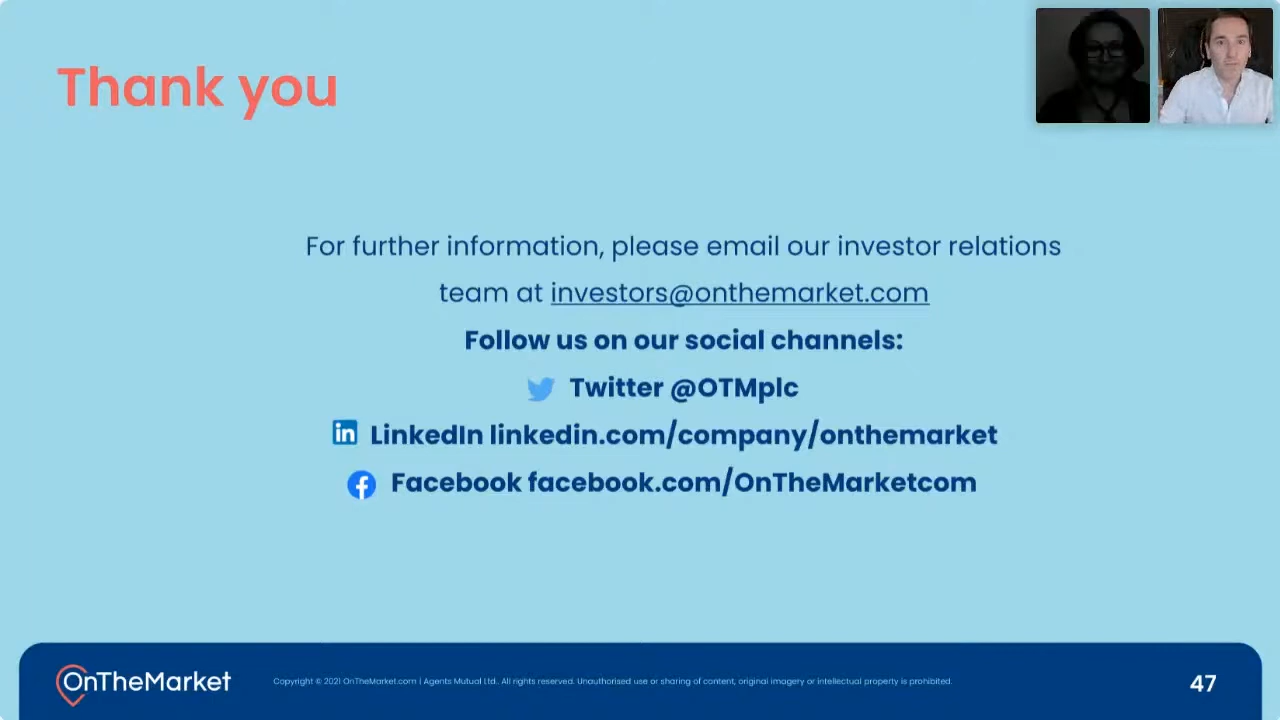 Thank you
For further information, please email our investor relations
team at investors@onthemarket.com
Follow us on our social channels:
Twitter @OTMplc
in LinkedIn linkedin.com/company/onthemarket
Facebook facebook.com/OnTheMarketcom
OnTheMarket
Copyright © 2021 OnTheMarket.com | Agents Mutual Ltd.. All rights reserved. Unauthorised use or sharing of content, original imagery or intellectual property is prohibited.
47